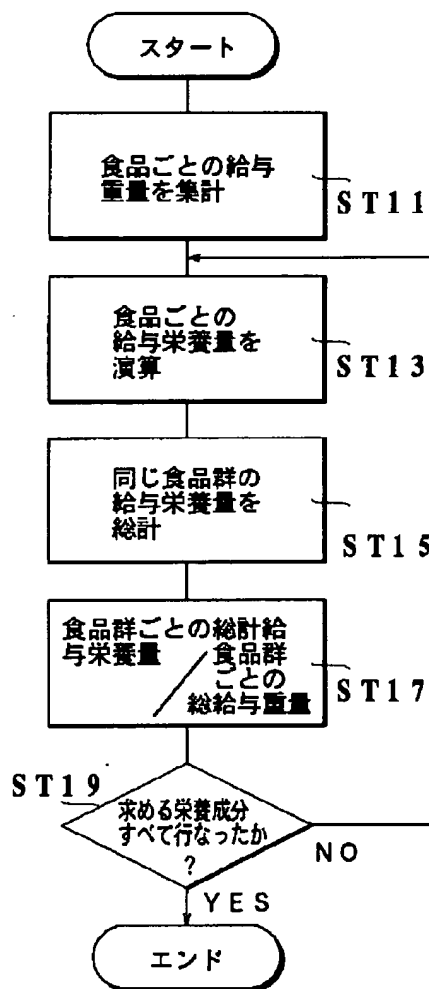 スタート
食品ごとの給与
重量を集計
ST11
食品ごとの
給与栄養量を
演算
ST13
同じ食品群の
給与栄養量を
総計
ST15
食品群ごとの総計給
与栄養量
食品群
ごとの
総給与重量
ST17
ST19
求める栄養成分
すべて行なったか
?
NO
YES
エンド